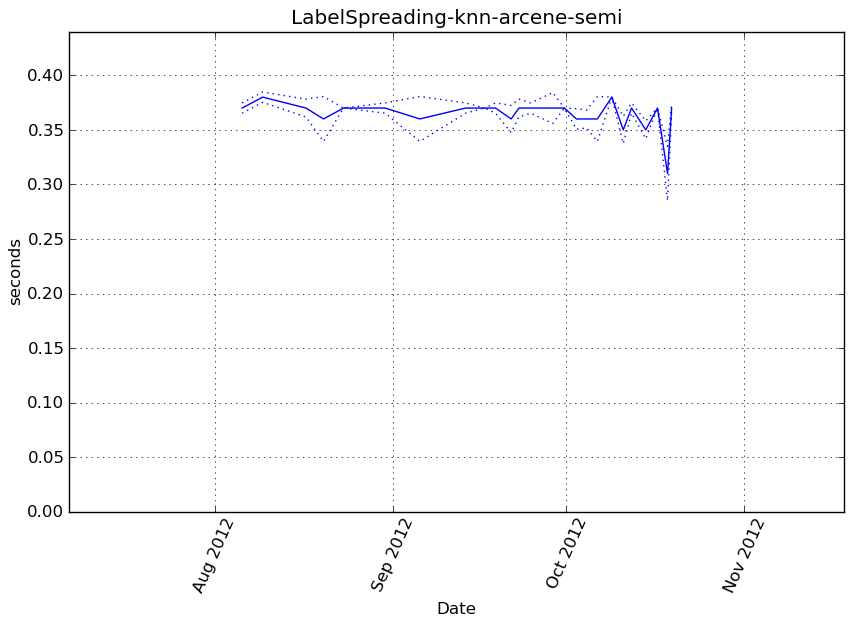 LabelSpreading-knn-arcene-semi
0.40
0.35
0.30
0.25
0.20
0.15
0.10
0.05
0.00
seconds
Aug 2012
Sep 2012
Oct 2012
Nov 2012
Date